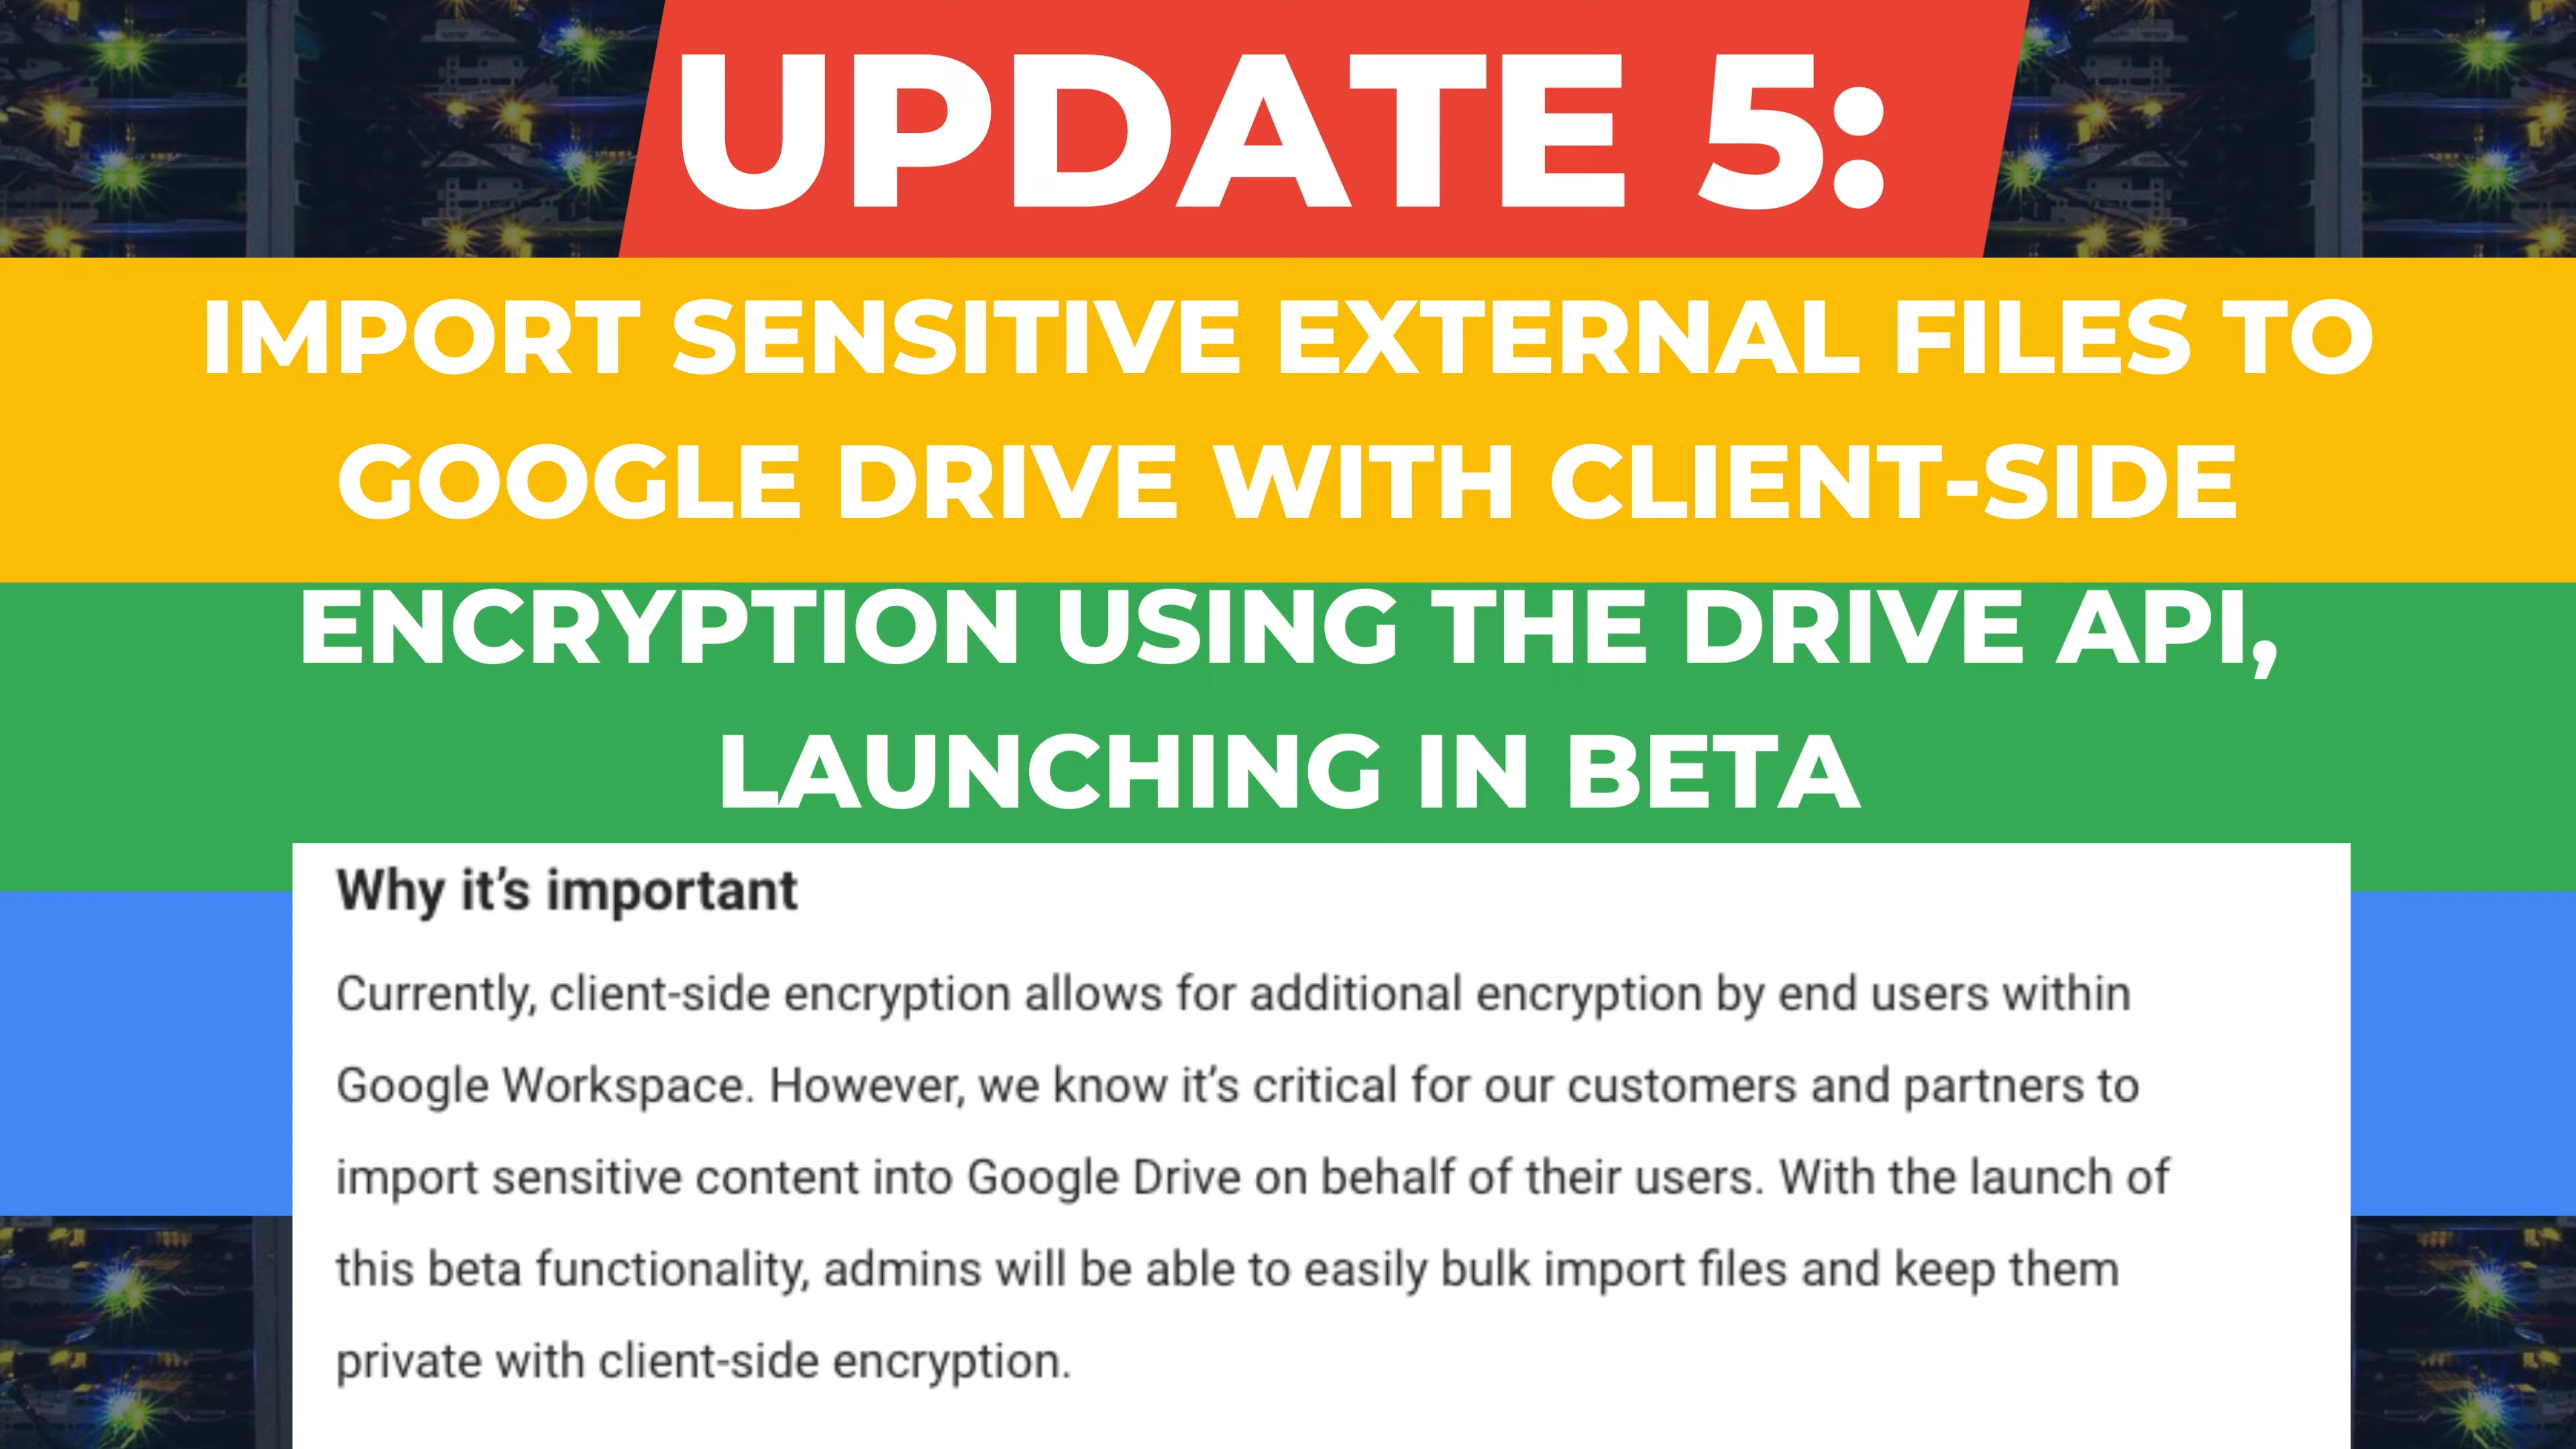 UPDATE 5:
IMPORT SENSITIVE EXTERNAL FILES TO
GOOGLE DRIVE WITH CLIENT-SIDE
ENCRYPTION USING THE DRIVE API,
LAUNCHING IN BETA
Why it’s important
Currently, client-side encryption allows for additional encryption by end users within
Google Workspace. However, we know it’s critical for our customers and partners to
import sensitive content into Google Drive on behalf of their users. With the launch of
this beta functionality, admins will be able to easily bulk import files and keep them
private with client-side encryption.